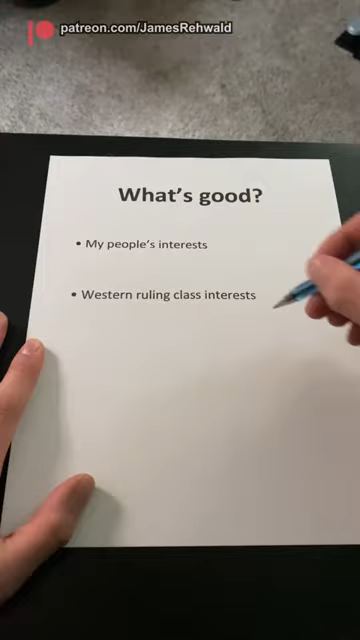 patreon.com/JamesRehwald
What's good?
• My people's interests
• Western ruling class interests